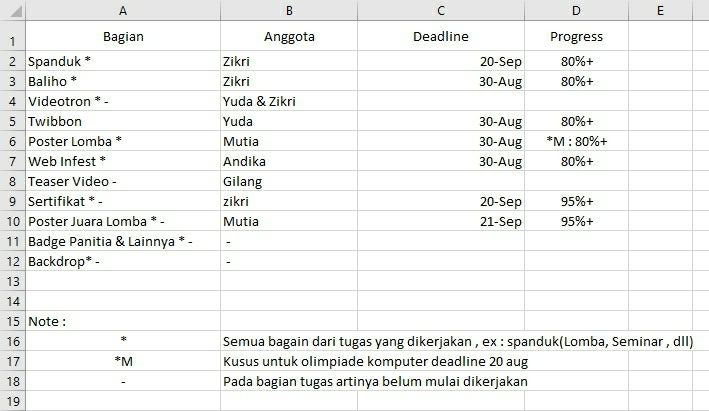 A B C D E
1 Bagian Anggota Deadline Progress
2 Spanduk * Zikri 20-Sep 80%+
3 Baliho * Zikri 30-Aug 80%+
4 Videotron * - Yuda & Zikri
5 Twibbon Yuda 30-Aug 80%+
6 Poster Lomba * Mutia 30-Aug *M : 80%+
7 Web Infest * Andika 30-Aug 80%+
8 Teaser Video - Gilang
9 Sertifikat * - zikri 20-Sep 95%+
10 Poster Juara Lomba * - Mutia 21-Sep 95%+
11 Badge Panitia & Lainnya * - -
12 Backdrop* - -
13
14
15 Note :
16 * Semua bagain dari tugas yang dikerjakan , ex : spanduk(Lomba, Seminar , dll)
17 *M Kusus untuk olimpiade komputer deadline 20 aug
18 - Pada bagian tugas artinya belum mulai dikerjakan
19